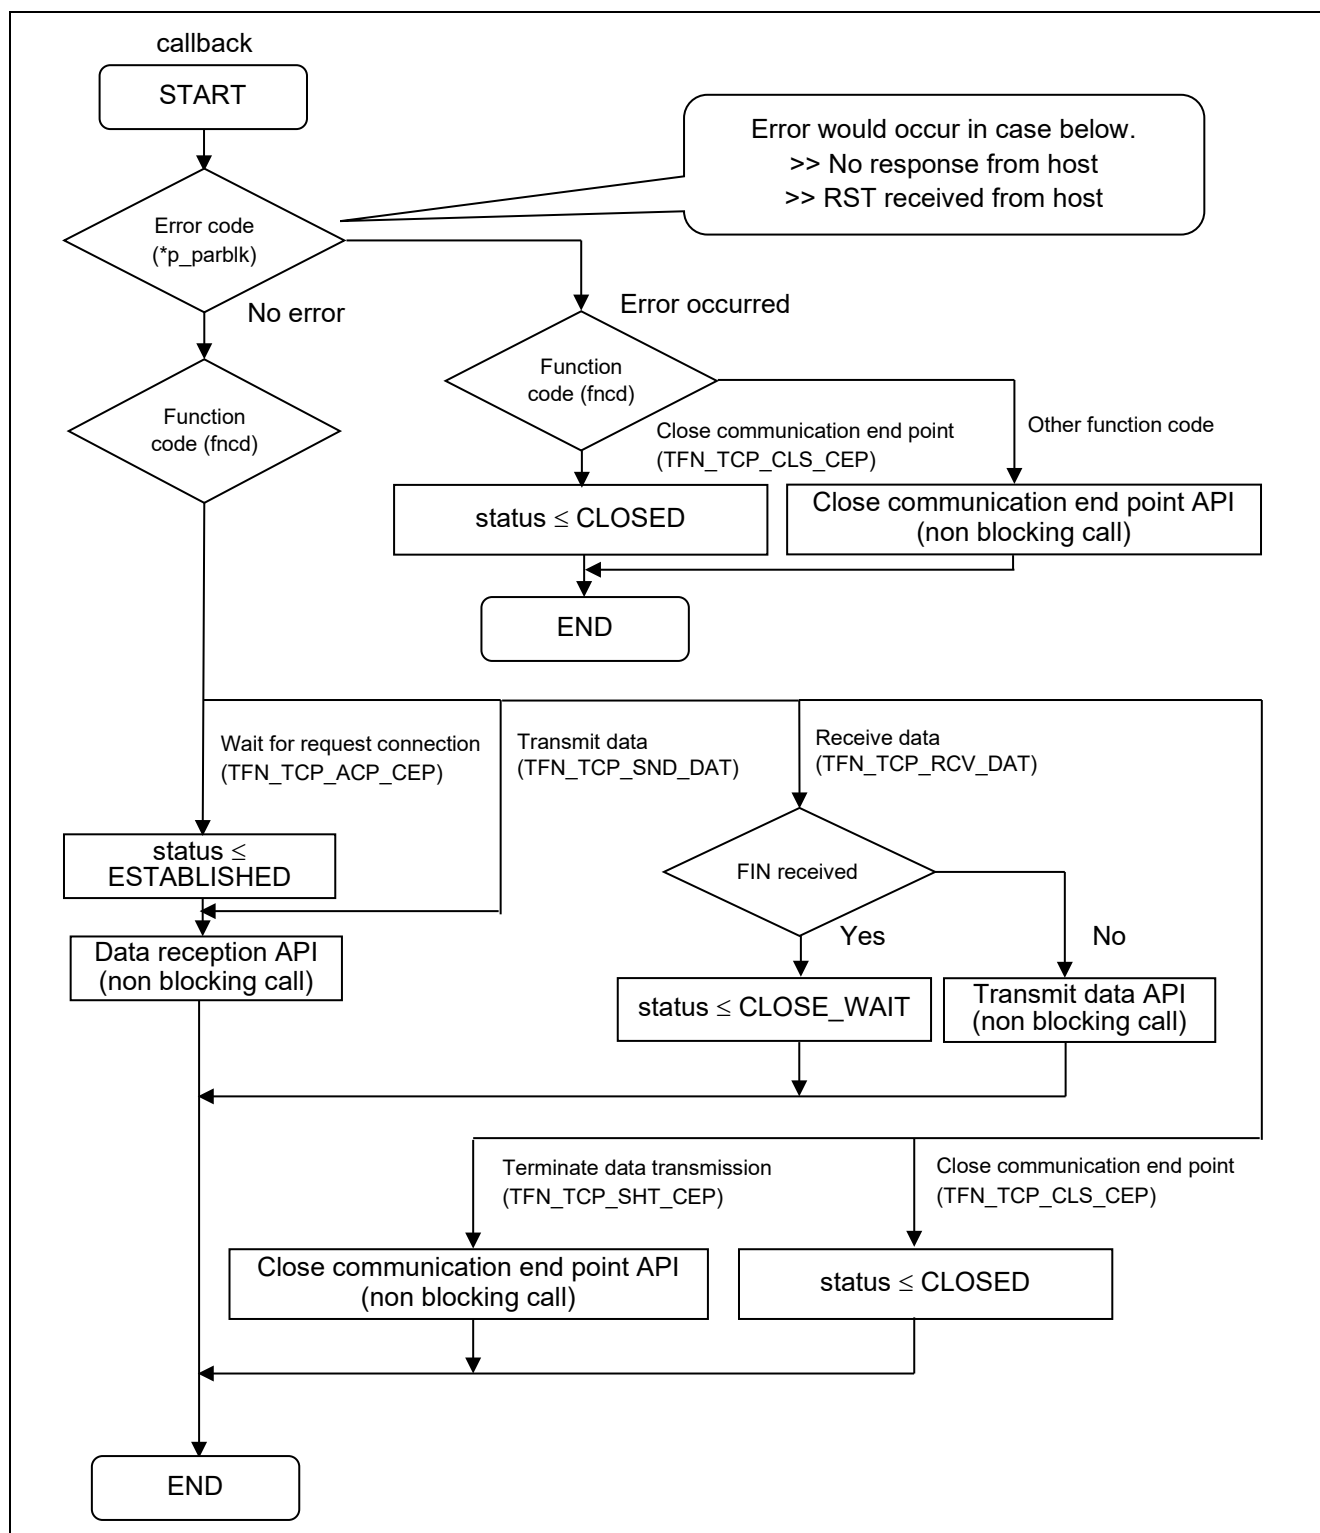 callback
START
Error would occur in case below.
>> No response from host
>> RST received from host
Error code
(*p_parblk)
No error
Error occurred
Function
code (fncd)
Function
code (fncd)
Close communication end point
(TFN_TCP_CLS_CEP)
Other function code
status ≤ CLOSED
Close communication end point API
(non blocking call)
END
Wait for request connection
(TFN_TCP_ACP_CEP)
Transmit data
(TFN_TCP_SND_DAT)
Receive data
(TFN_TCP_RCV_DAT)
status ≤
ESTABLISHED
FIN received
Yes
No
Data reception API
(non blocking call)
status ≤ CLOSE_WAIT
Transmit data API
(non blocking call)
Terminate data transmission
(TFN_TCP_SHT_CEP)
Close communication end point
(TFN_TCP_CLS_CEP)
Close communication end point API
(non blocking call)
status ≤ CLOSED
END